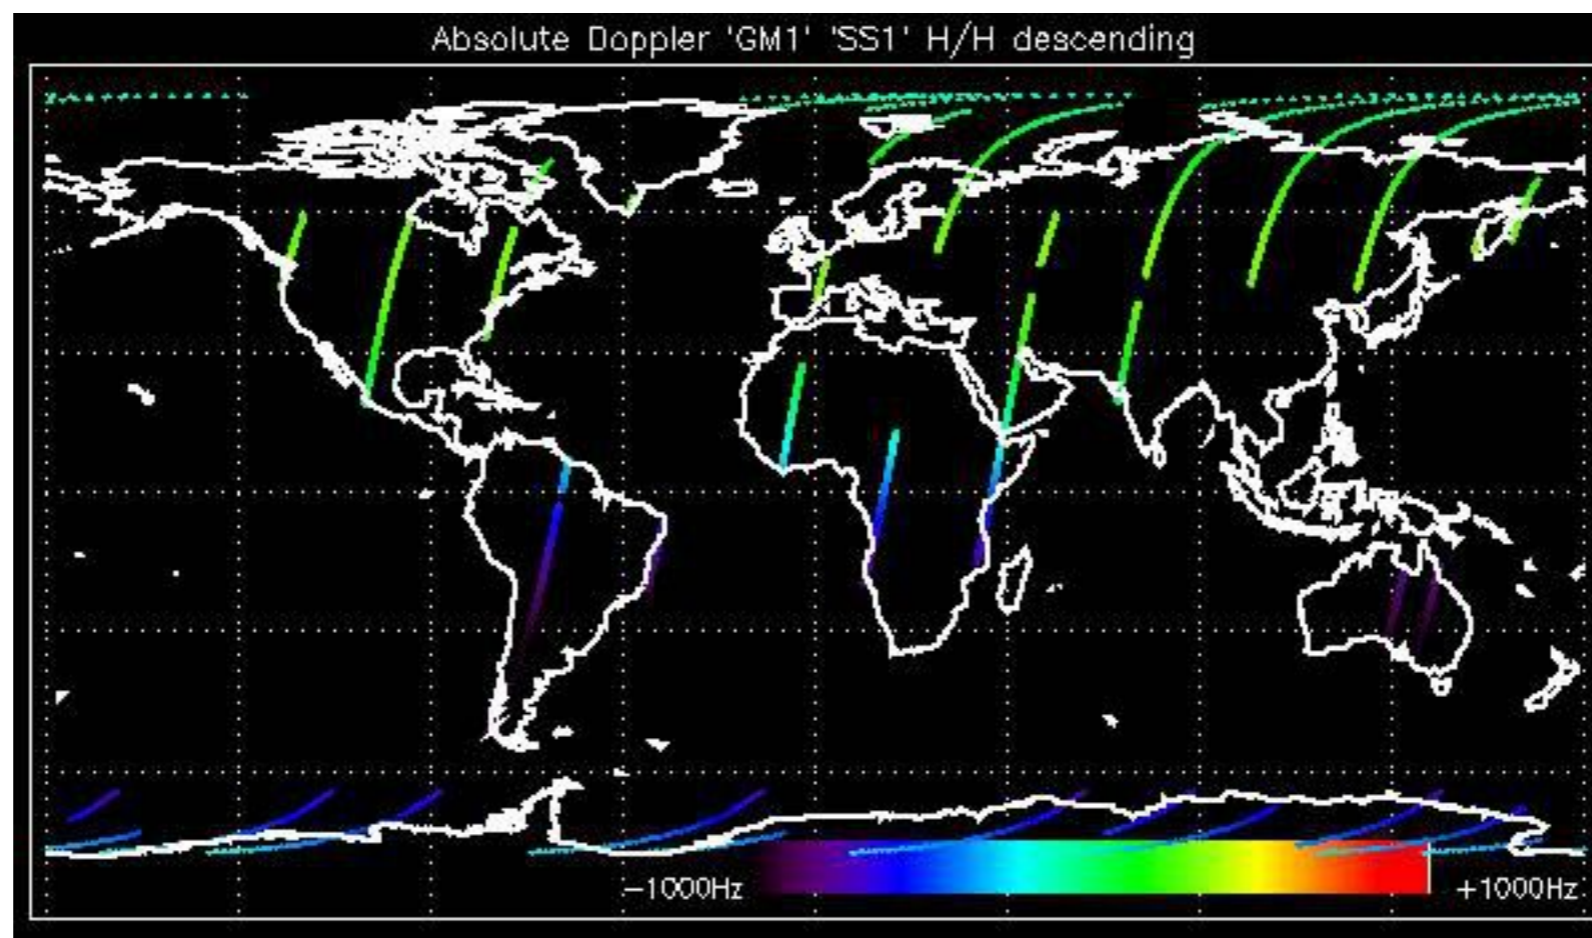 Absolute Doppler 'GM1' 'SS1' H/H descending
-1000Hz
+1000Hz